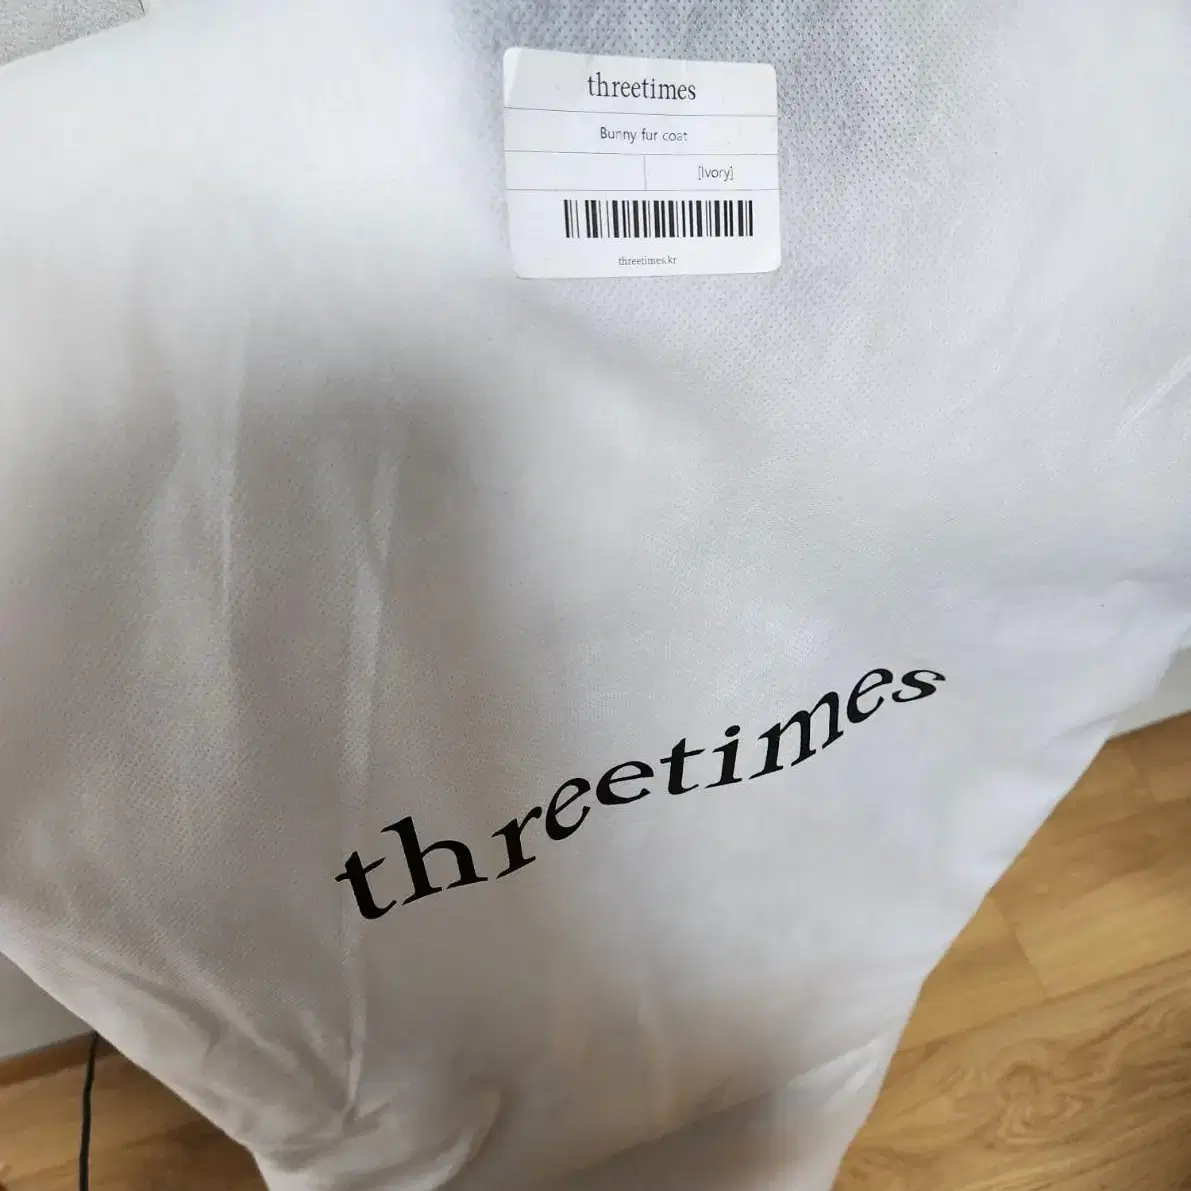 threetimes
Bunny fur coat
[Ivory]
threetimes.kr
threetimes